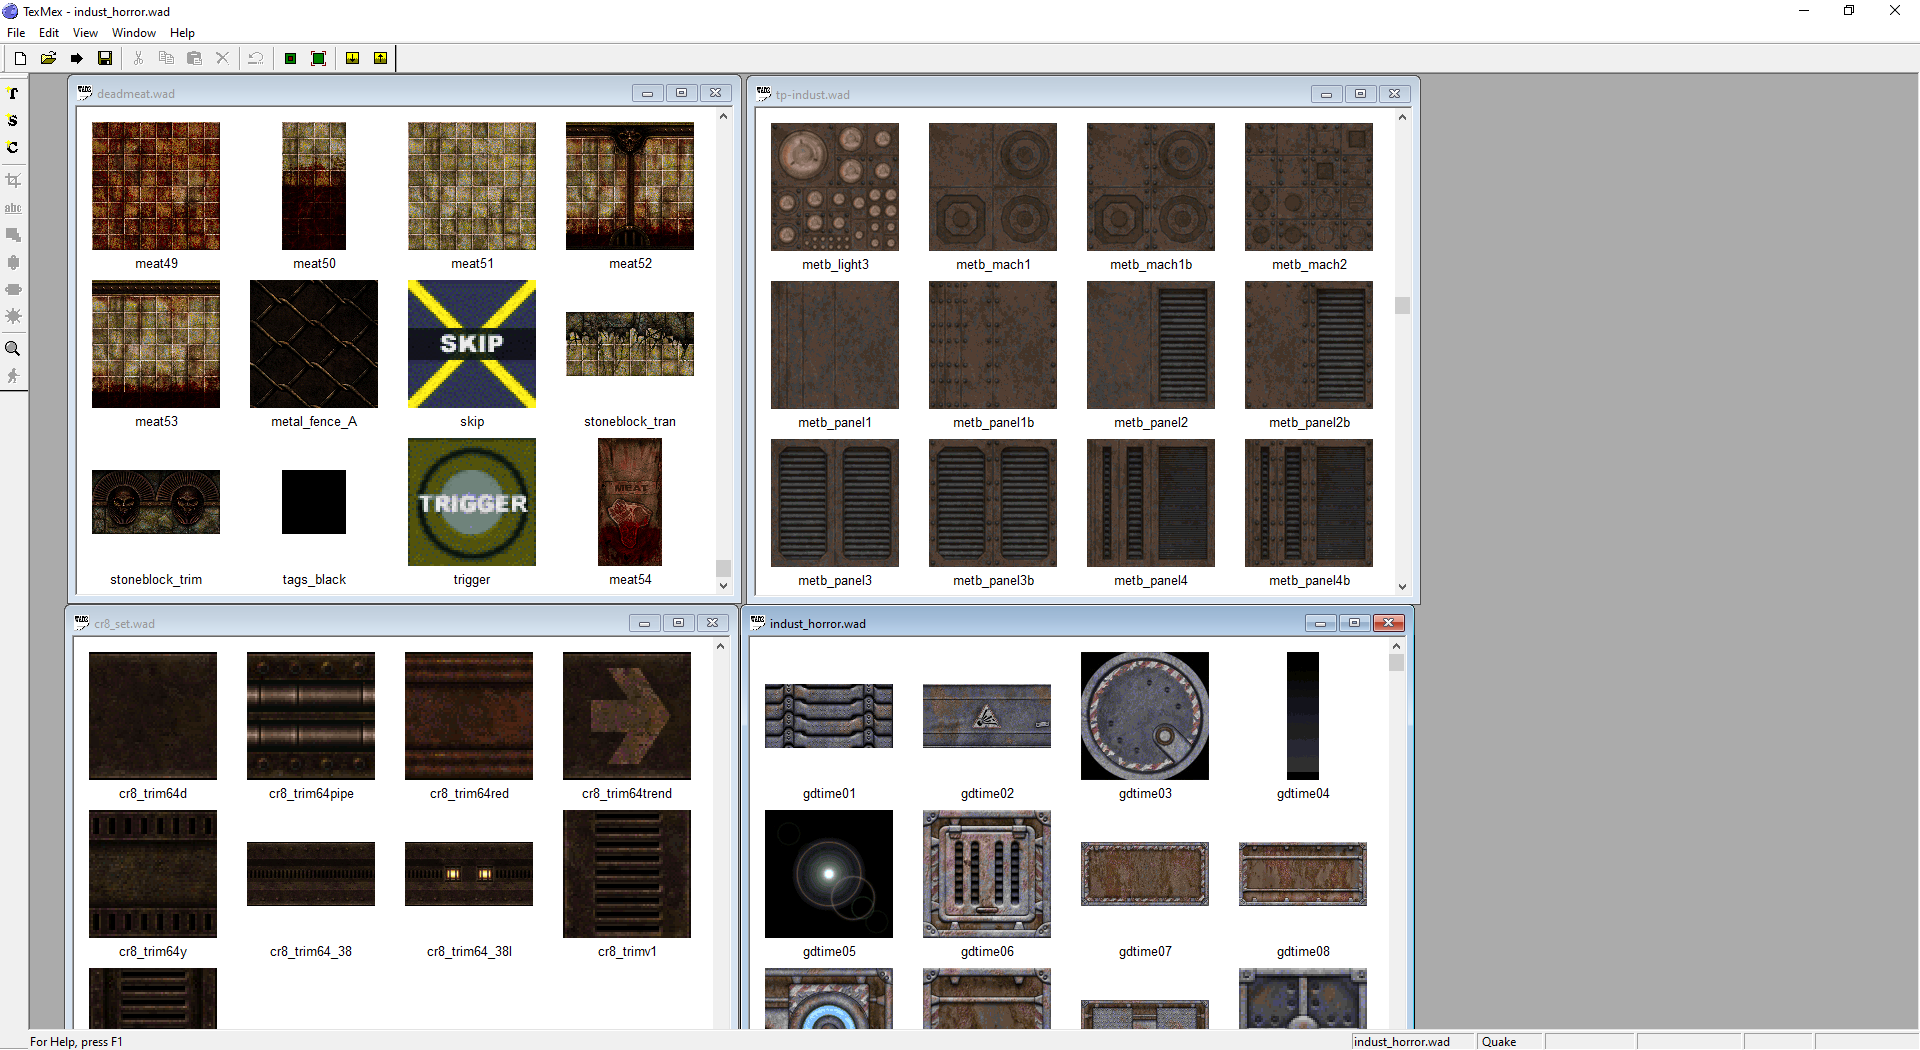 TexMex - indust_horror.wad
File Edit View Window Help
deadmeat.wad
meat49 meat50 meat51 meat52
SKIP
meat53 metal_fence_A skip stoneblock_tran
TRIGGER
MEAT
stoneblock_trim tags_black trigger meat54
tp-indust.wad
metb_light3 metb_mach1 metb_mach1b metb_mach2
metb_panel1 metb_panel1b metb_panel2 metb_panel2b
metb_panel3 metb_panel3b metb_panel4 metb_panel4b
T
S
C
abc
cr8_set.wad
cr8_trim64d cr8_trim64pipe cr8_trim64red cr8_trim64trend
cr8_trim64y cr8_trim64_38 cr8_trim64_38l cr8_trimv1
indust_horror.wad
gdtime01 gdtime02 gdtime03 gdtime04
gdtime05 gdtime06 gdtime07 gdtime08
For Help, press F1 indust_horror.wad Quake